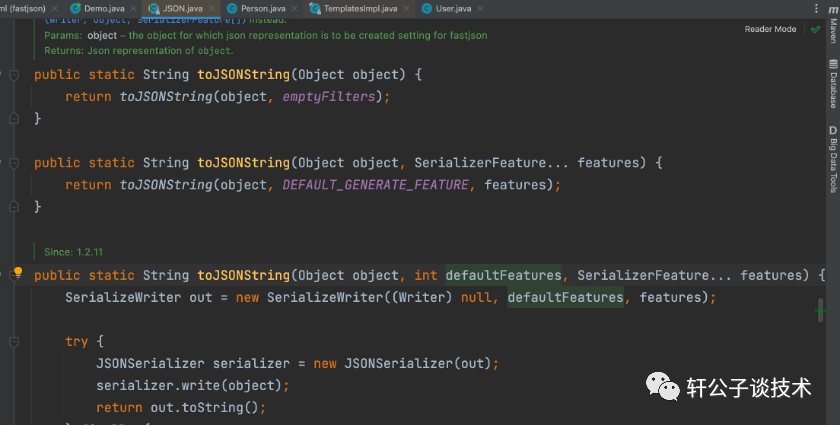 ml (fastjson) × Demo.java × JSON.java × Person.java × TemplatesImpl.java × User.java ×
(Writer, Object, SerializerFeature[]) instead.
Reader Mode
Params: object – the object for which json representation is to be created setting for fastjson
Returns: Json representation of object.
public static String toJSONString(Object object) {
return toJSONString(object, emptyFilters);
}
public static String toJSONString(Object object, SerializerFeature... features) {
return toJSONString(object, DEFAULT_GENERATE_FEATURE, features);
}
Since: 1.2.11
public static String toJSONString(Object object, int defaultFeatures, SerializerFeature... features) {
SerializeWriter out = new SerializeWriter((Writer) null, defaultFeatures, features);
try {
JSONSerializer serializer = new JSONSerializer(out);
serializer.write(object);
return out.toString();
轩公子谈技术
m Maven
Database
D Big Data Tools